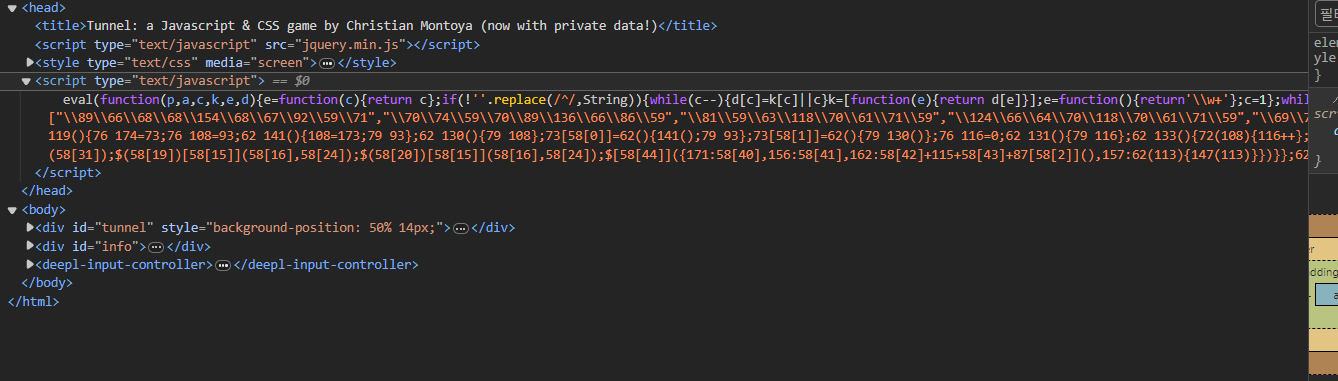 <head>
<title>Tunnel: a Javascript & CSS game by Christian Montoya (now with private data!)</title>
<script type="text/javascript" src="jquery.min.js"></script>
<style type="text/css" media="screen"> ⋯ </style>
<script type="text/javascript"> == $0
eval(function(p,a,c,k,e,d){e=function(c){return c};if(!''.replace(/^/,String)){while(c--){d[c]=k[c]||c}k=[function(e){return d[e]}];e=function(){return'\\w+'};c=1};whil
["\\89\\66\\68\\68\\154\\68\\67\\92\\59\\71","\\70\\74\\59\\70\\89\\136\\66\\86\\59","\\81\\59\\63\\118\\70\\61\\71\\59","\\124\\66\\64\\70\\118\\70\\61\\71\\59","\\69\\7
119(){76 174=73;76 108=93;62 141(){108=173;79 93};62 130(){79 108};73[58[0]]=62(){141();79 93};73[58[1]]=62(){79 130()};76 116=0;62 131(){79 116};62 133(){72(108){116++};
(58[31]);$(58[19])[58[15]](58[16],58[24]);$(58[20])[58[15]](58[16],58[24]);$[58[44]]({171:58[40],156:58[41],162:58[42]+115+58[43]+87[58[2]](),157:62(113){147(113)}})}};62
</script>
</head>
<body>
<div id="tunnel" style="background-position: 50% 14px;"> ⋯ </div>
<div id="info"> ⋯ </div>
<deepl-input-controller> ⋯ </deepl-input-controller>
</body>
</html>
필터
elem
yle
}
scr
}
dding